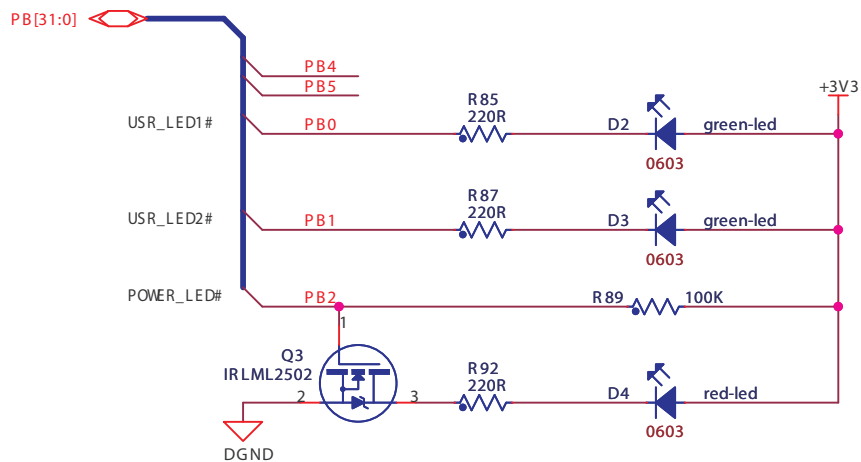 PB[31:0]
PB4
PB5
+3V3
R85
220R
USR_LED1#
PB0
D2
green-led
0603
R87
220R
USR_LED2#
PB1
D3
green-led
0603
POWER_LED#
PB2
R89
100K
1
Q3
IRLML2502
2
3
R92
220R
D4
red-led
0603
DGND